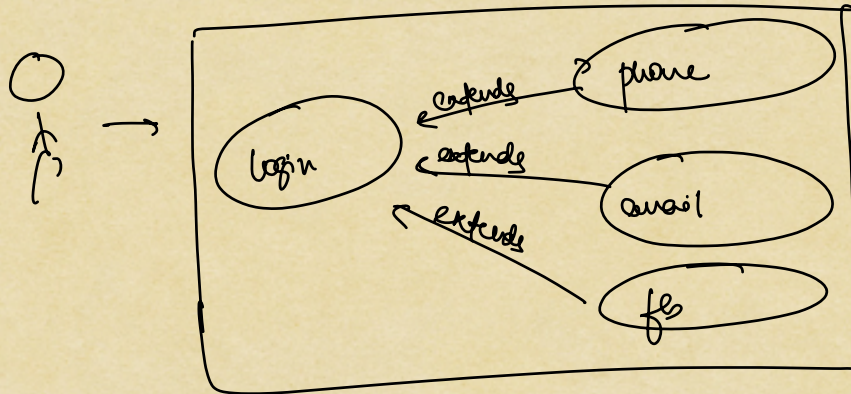 phone
extends
login
extends
email
extends
fb